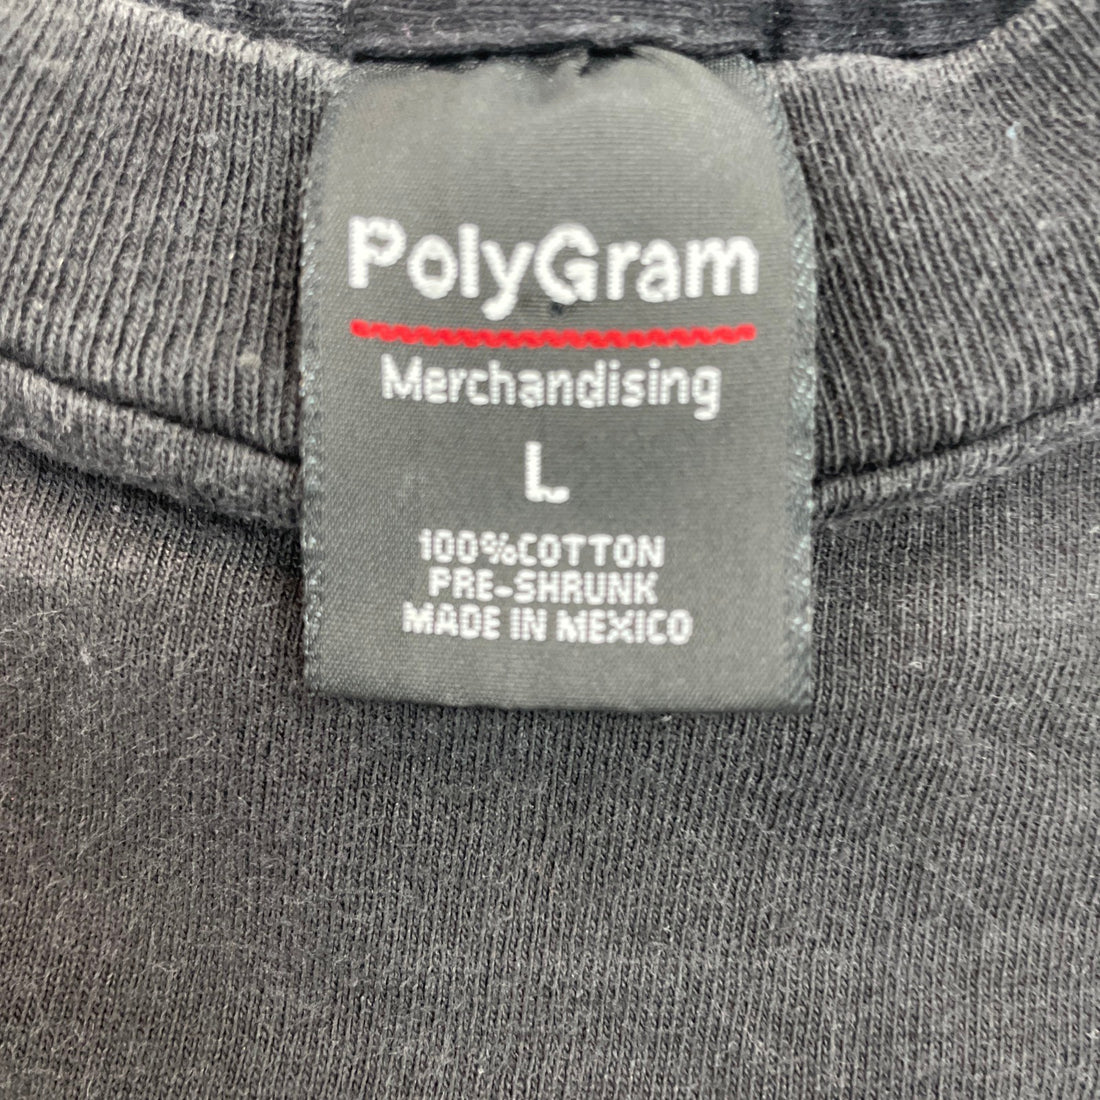 PolyGram
Merchandising
L
100%COTTON
PRE-SHRUNK
MADE IN MEXICO